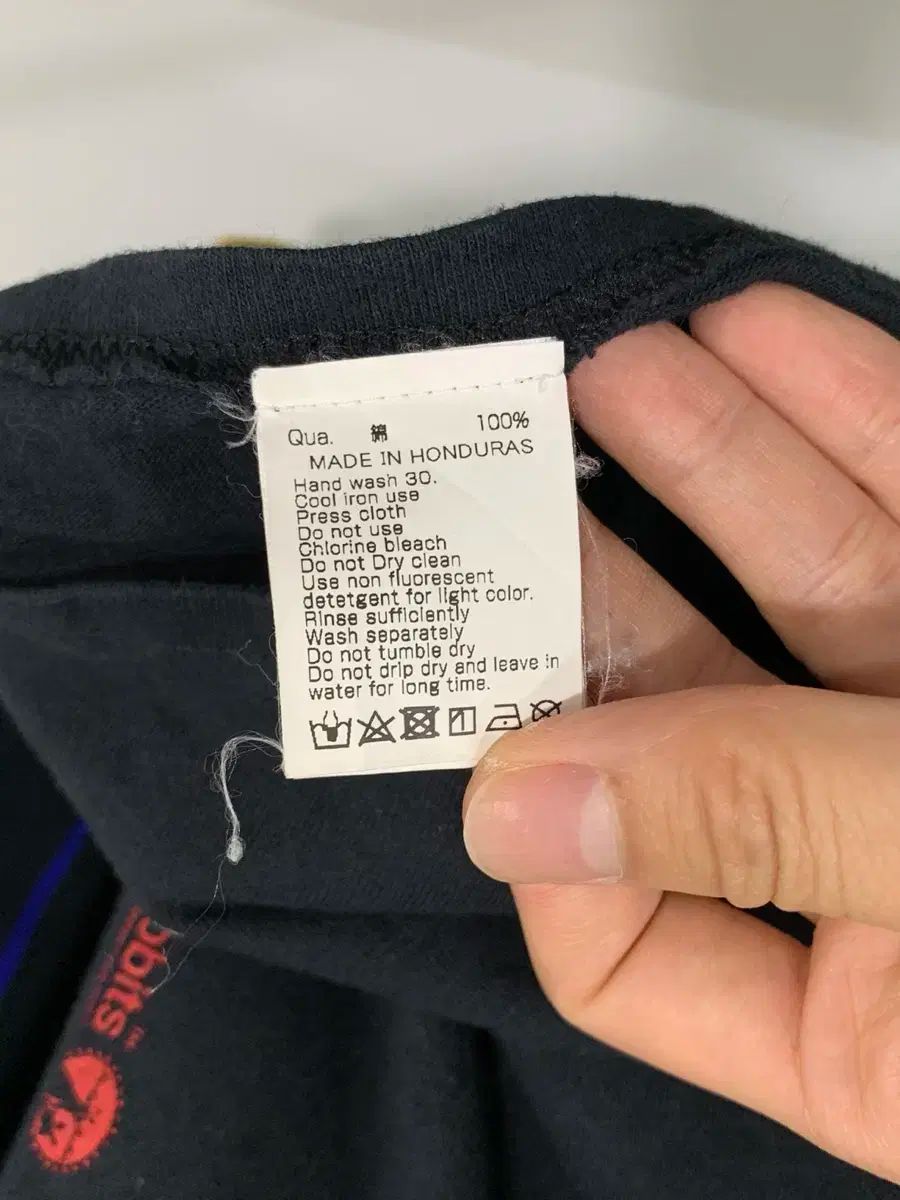 Qua. 綿 100%
MADE IN HONDURAS
Hand wash 30.
Cool iron use
Press cloth
Do not use
Chlorine bleach
Do not Dry clean
Use non fluorescent
detetgent for light color.
Rinse sufficiently
Wash separately
Do not tumble dry
Do not drip dry and leave in
water for long time.
bbits™